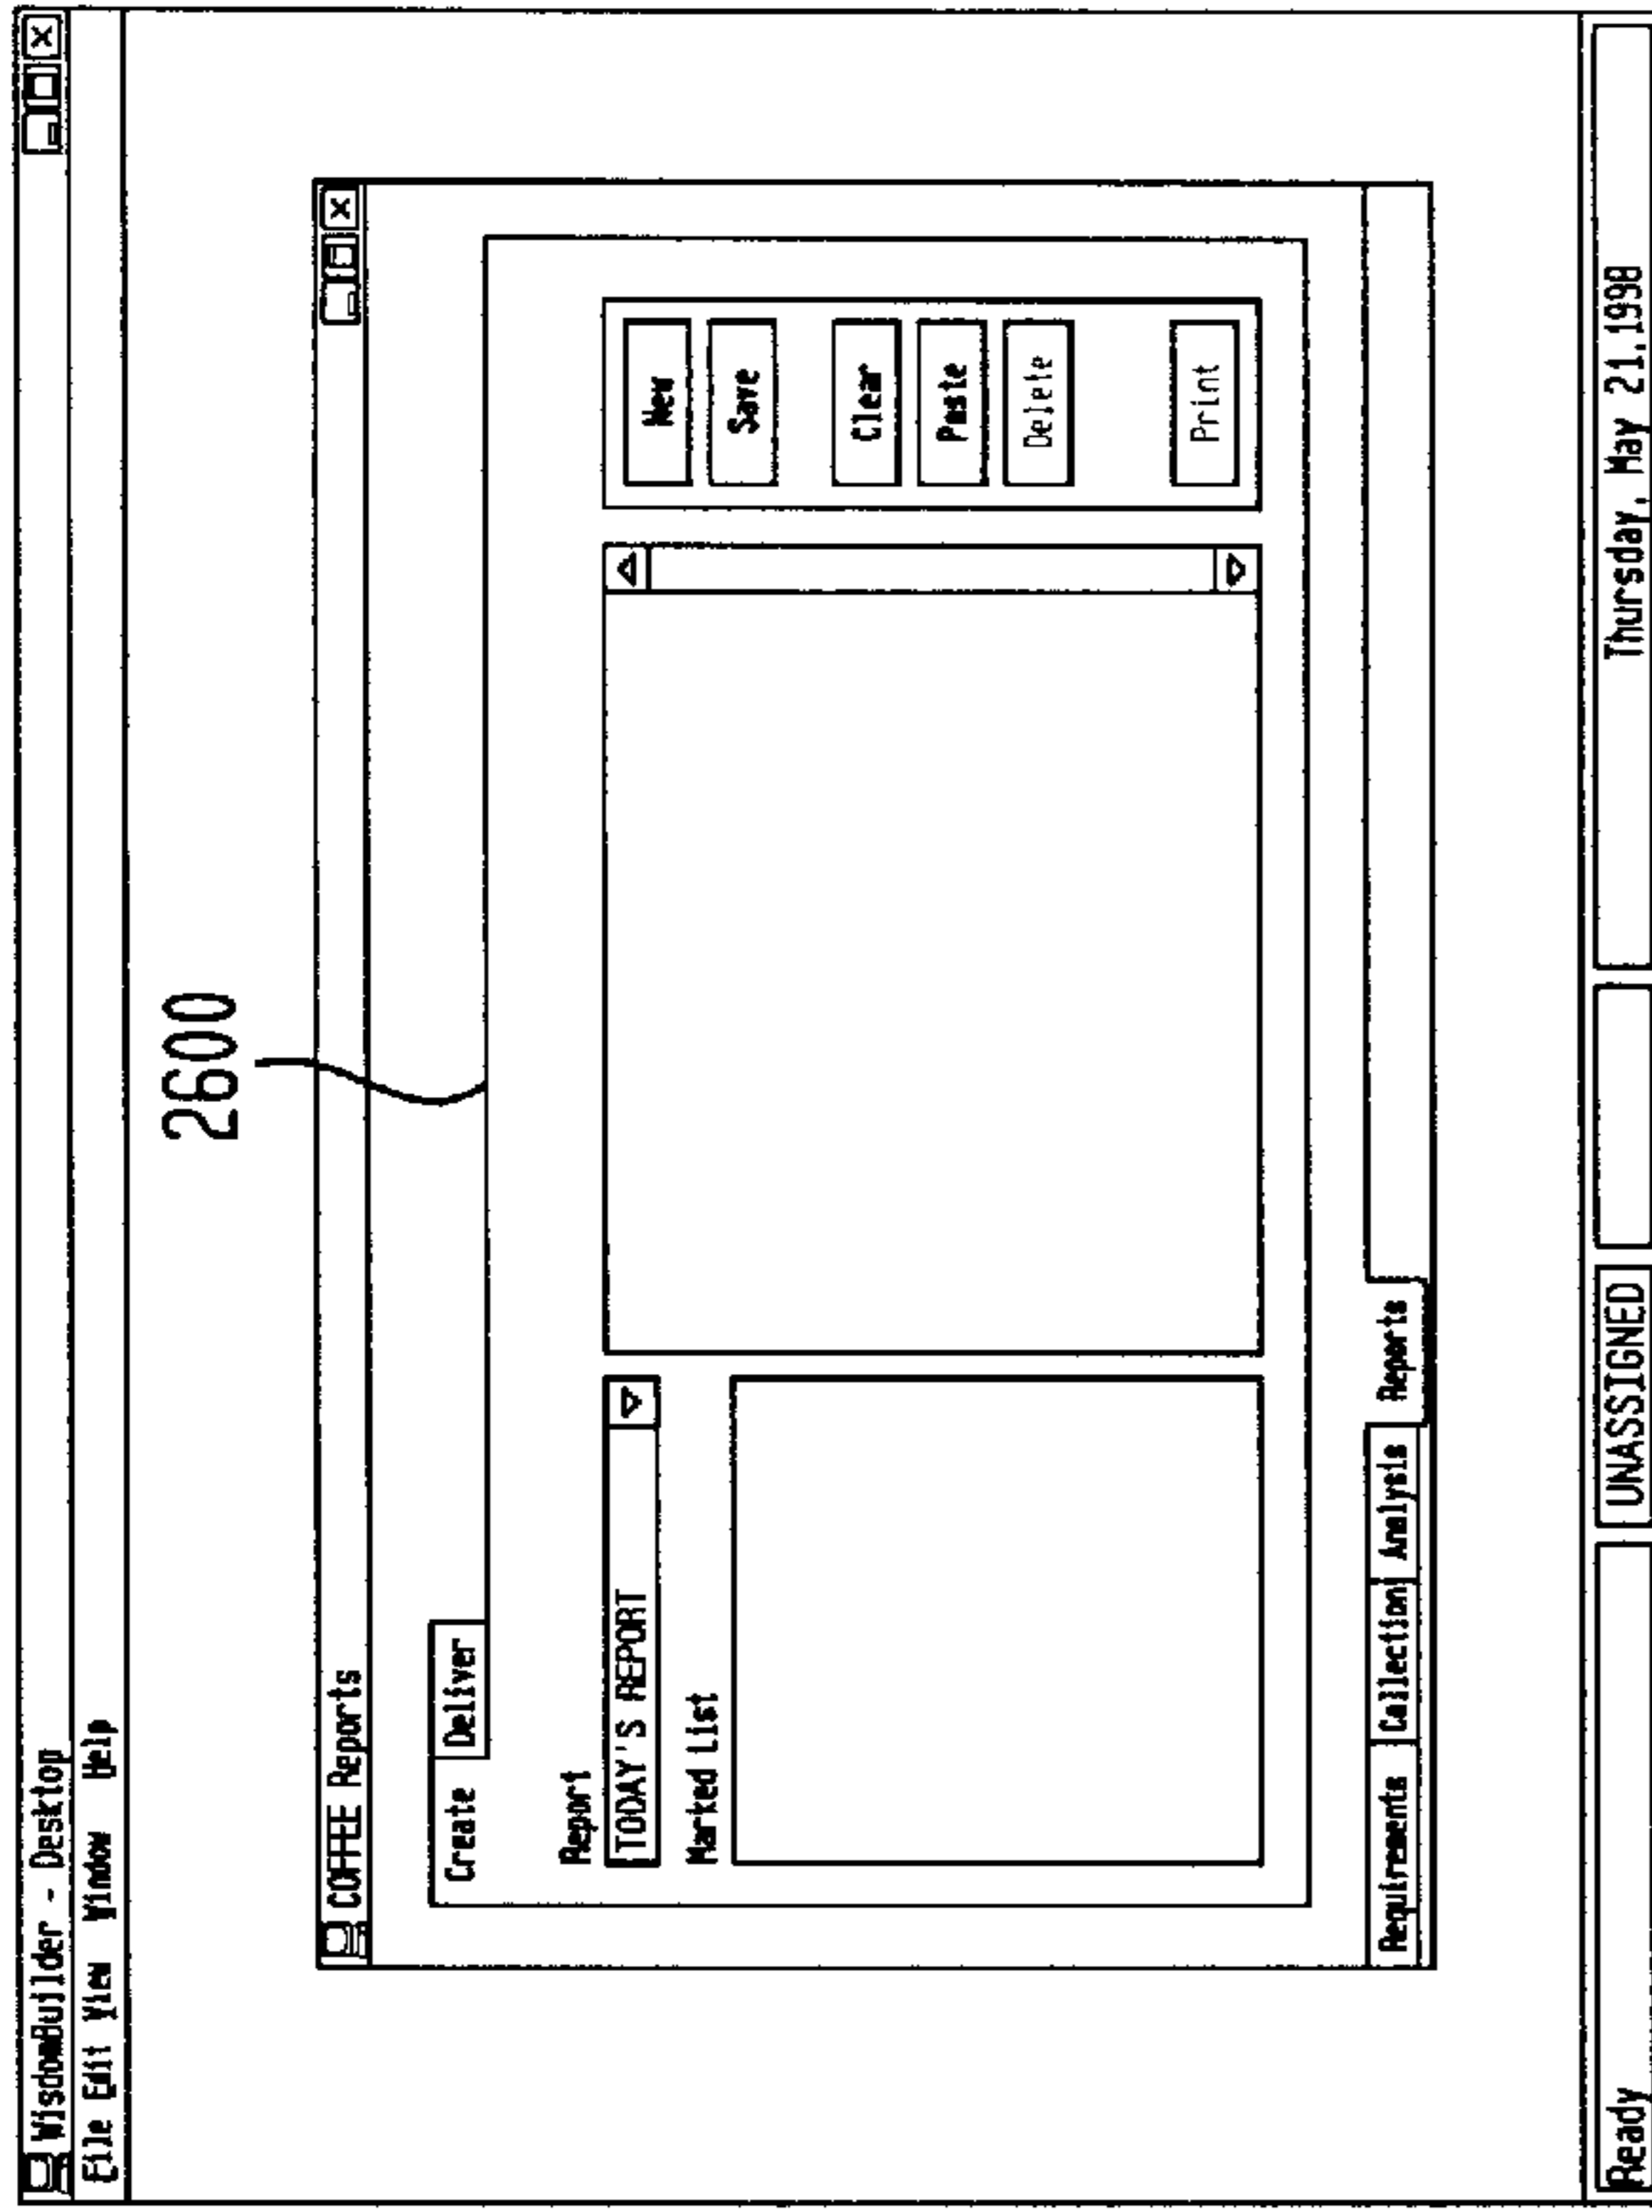 WisdomBuilder - Desktop
File Edit View Window Help
2600
COFFEE Reports
Create Deliver
Report
TODAY'S REPORT
Marked List
New
Save
Clear
Paste
Delete
Print
Requirements Collection Analysis Reports
Ready UNASSIGNED Thursday, May 21.1998